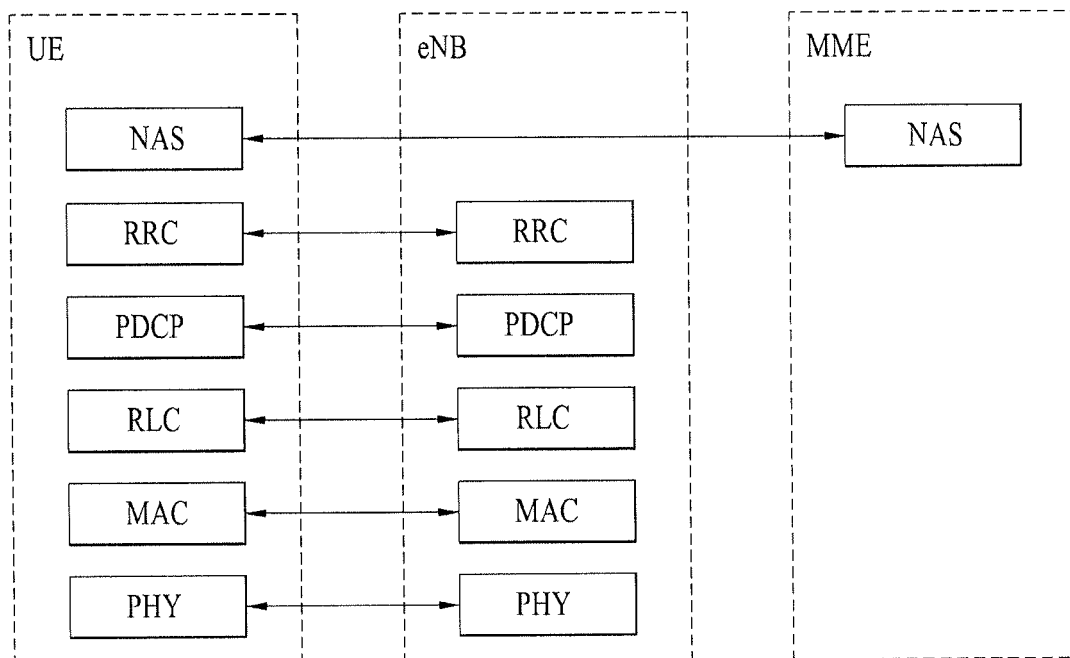 UE eNB MME
NAS NAS
RRC RRC
PDCP PDCP
RLC RLC
MAC MAC
PHY PHY